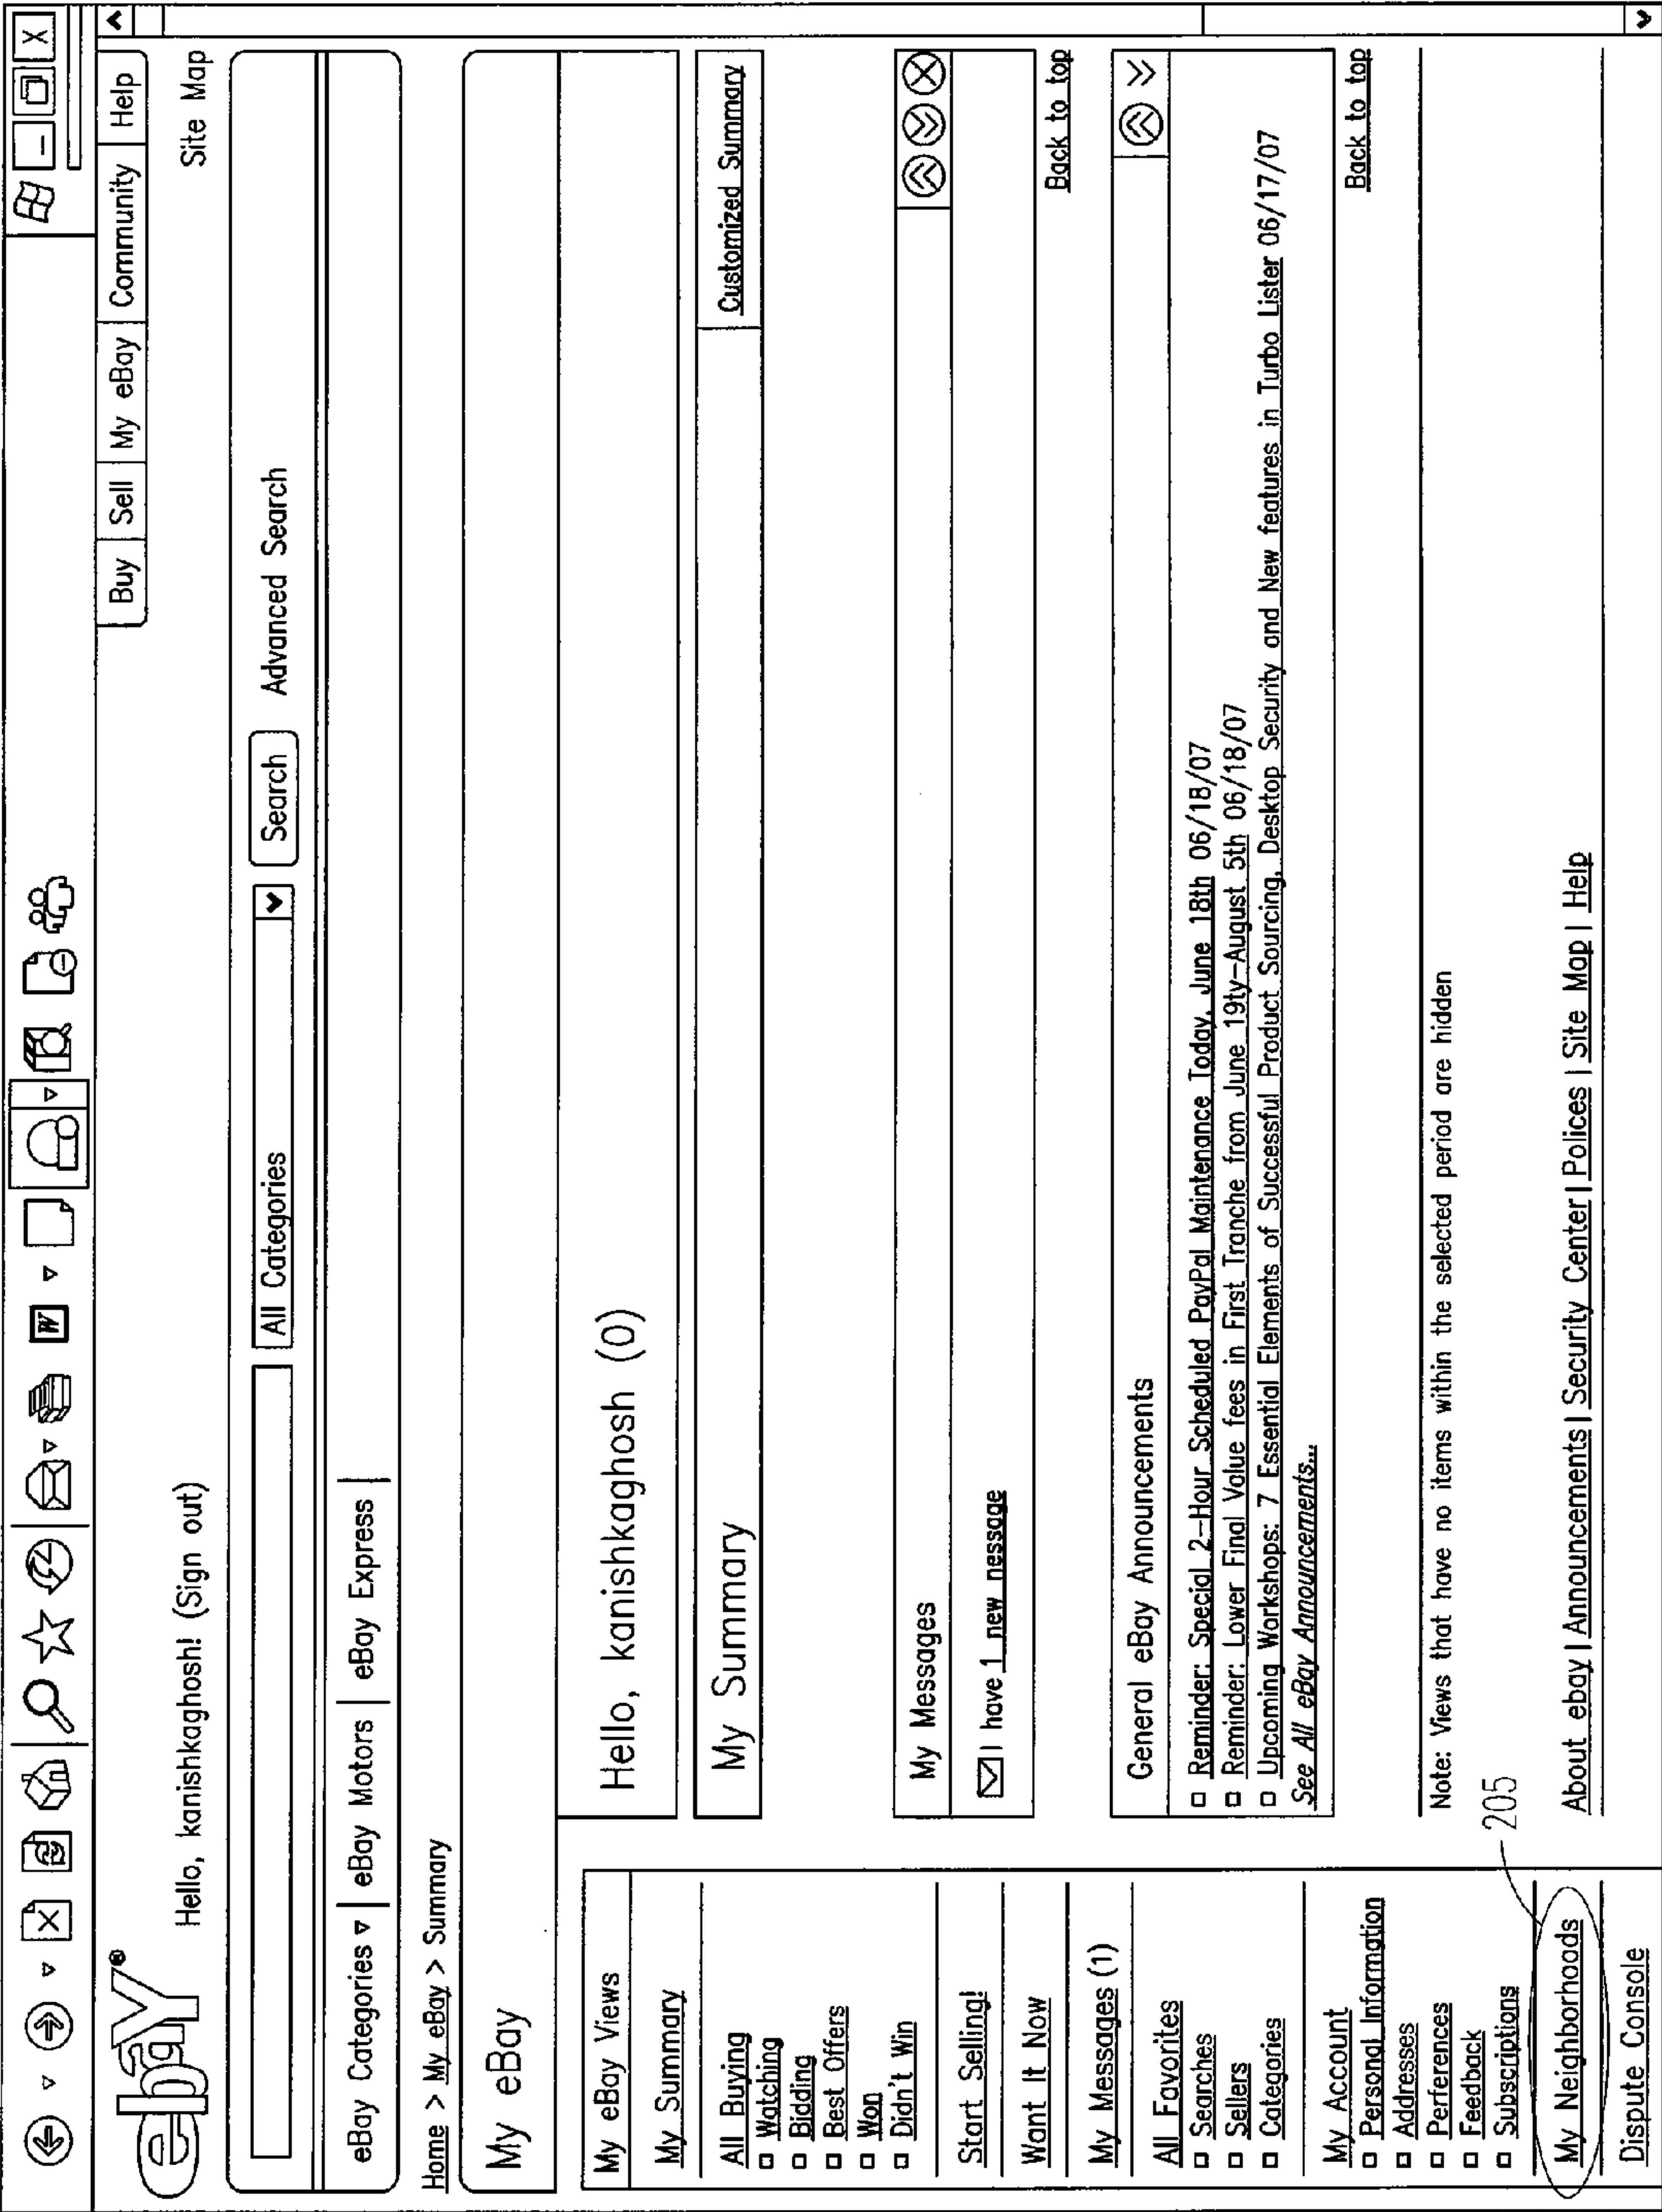 Buy | Sell | My eBay | Community | Help
ebay®
Hello, kanishkaghosh! (Sign out)
Site Map
All Categories
Search
Advanced Search
eBay Categories ▿ | eBay Motors | eBay Express |
Home > My eBay > Summary
My eBay
My eBay Views
My Summary
All Buying
Watching
Bidding
Best Offers
Won
Didn't Win
Start Selling!
Want It Now
My Messages (1)
All Favorites
Searches
Sellers
Categories
My Account
Personal Information
Addresses
Perferences
Feedback
Subscriptions
My Neighborhoods
Dispute Console
Hello, kanishkaghosh (0)
My Summary
Customized Summary
My Messages
I have 1 new nessage
Back to top
General eBay Announcements
Reminder: Special 2-Hour Scheduled PayPal Maintenance Today, June 18th 06/18/07
Reminder: Lower Final Value fees in First Tranche from June 19ty-August 5th 06/18/07
Upcoming Workshops: 7 Essential Elements of Successful Product Sourcing, Desktop Security and New features in Turbo Lister 06/17/07
See All eBay Announcements...
Back to top
Note: Views that have no items within the selected period are hidden
205
About ebay | Announcements | Security Center | Polices | Site Map | Help